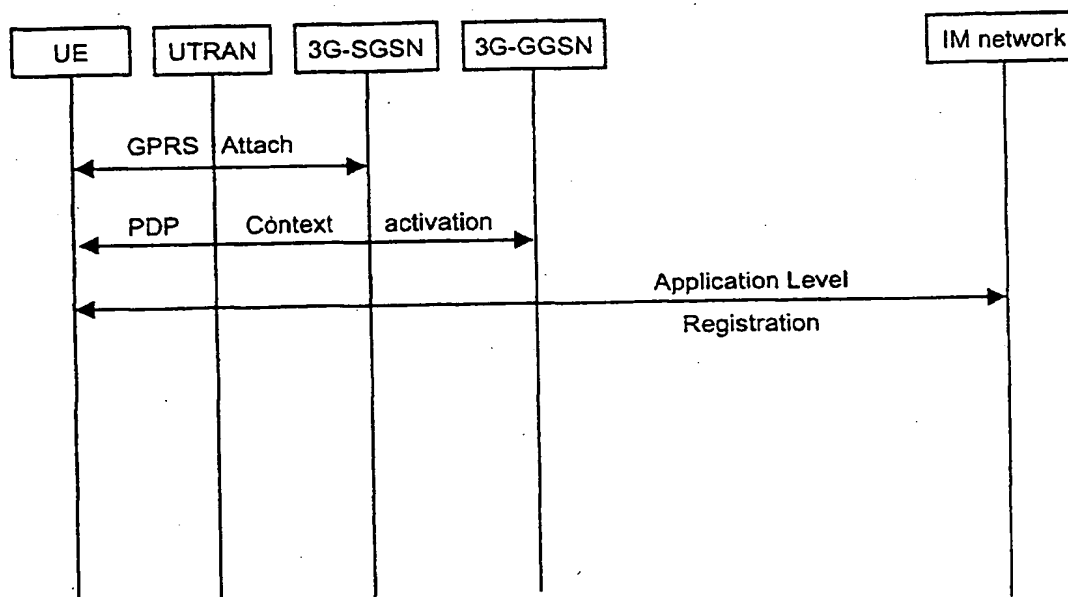 UE
UTRAN
3G-SGSN
3G-GGSN
IM network
GPRS Attach
PDP Context activation
Application Level
Registration